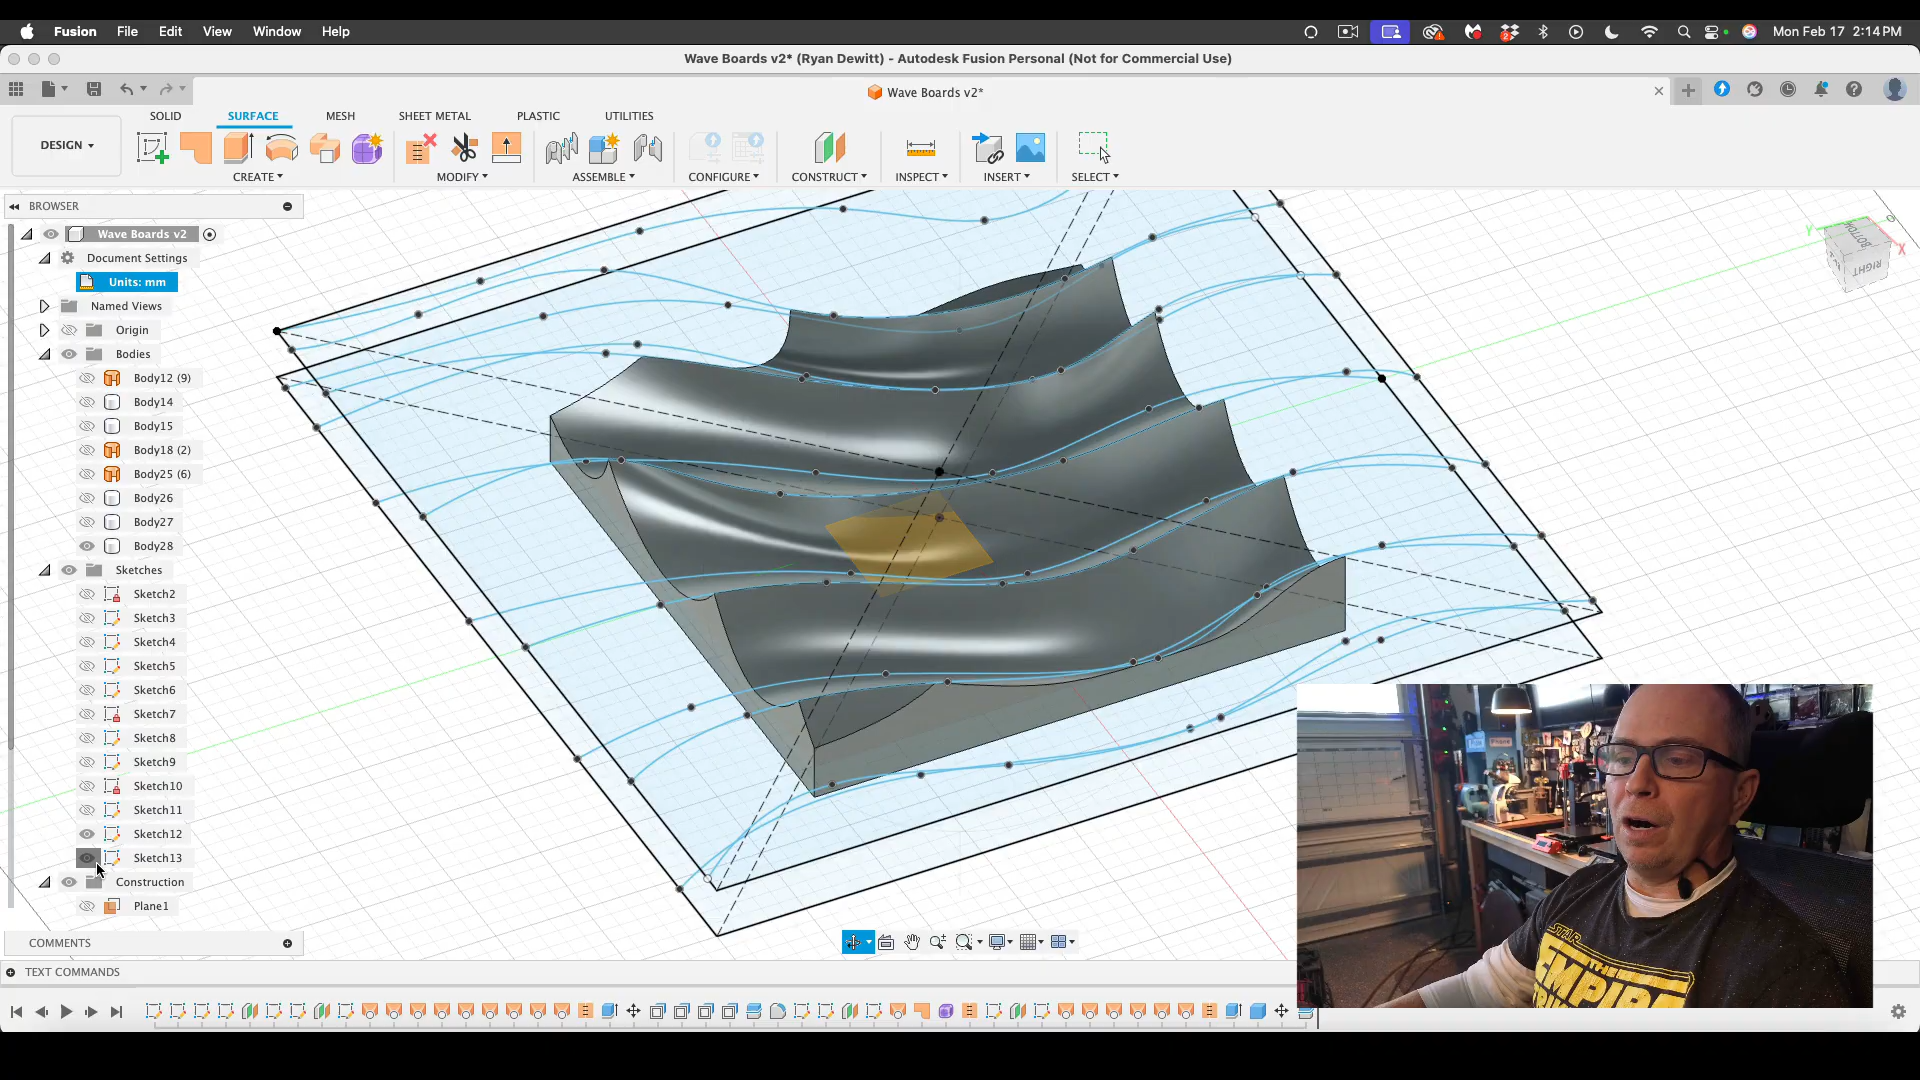 Fusion File Edit View Window Help
Mon Feb 17 2:14 PM
Wave Boards v2* (Ryan Dewitt) - Autodesk Fusion Personal (Not for Commercial Use)
Wave Boards v2*
SOLID SURFACE MESH SHEET METAL PLASTIC UTILITIES
DESIGN
CREATE MODIFY ASSEMBLE CONFIGURE CONSTRUCT INSPECT INSERT SELECT
BROWSER
Wave Boards v2
Document Settings
Units: mm
Named Views
Origin
Bodies
Body12 (9)
Body14
Body15
Body18 (2)
Body25 (6)
Body26
Body27
Body28
Sketches
Sketch2
Sketch3
Sketch4
Sketch5
Sketch6
Sketch7
Sketch8
Sketch9
Sketch10
Sketch11
Sketch12
Sketch13
Construction
Plane1
BOTTOM
RIGHT
Y
X
COMMENTS
TEXT COMMANDS
STAR
THE
EMPIRE